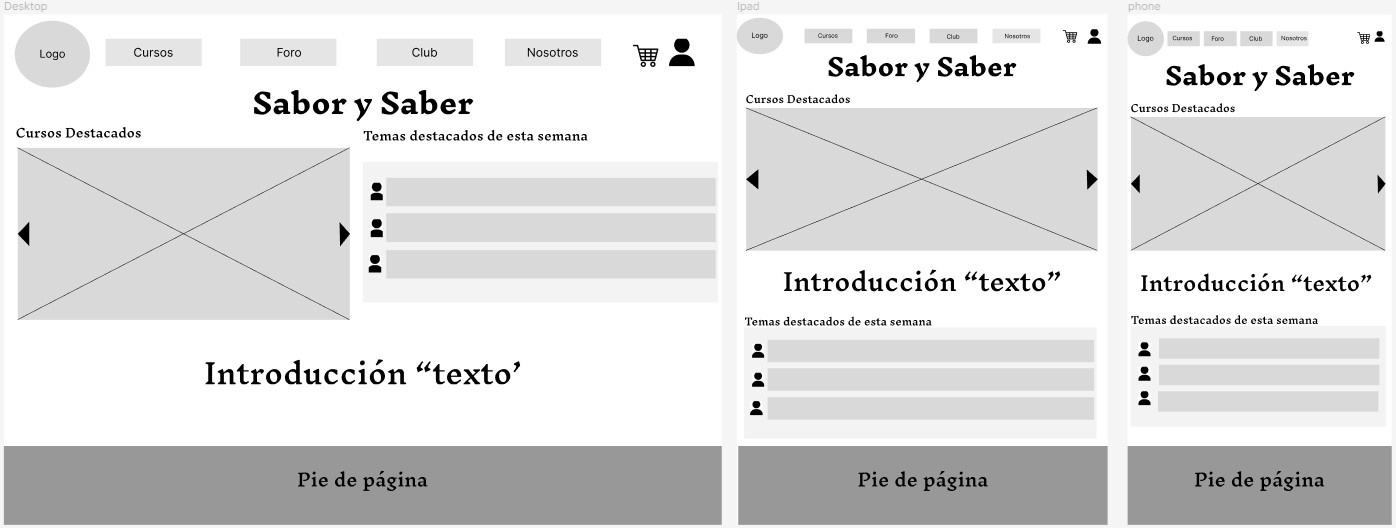 Desktop
Logo
Cursos
Foro
Club
Nosotros
Sabor y Saber
Cursos Destacados
Temas destacados de esta semana
Introducción “texto’
Pie de página
Ipad
Logo
Cursos
Foro
Club
Nosotros
Sabor y Saber
Cursos Destacados
Introducción “texto”
Temas destacados de esta semana
Pie de página
phone
Logo
Cursos
Foro
Club
Nosotros
Sabor y Saber
Cursos Destacados
Introducción “texto”
Temas destacados de esta semana
Pie de página